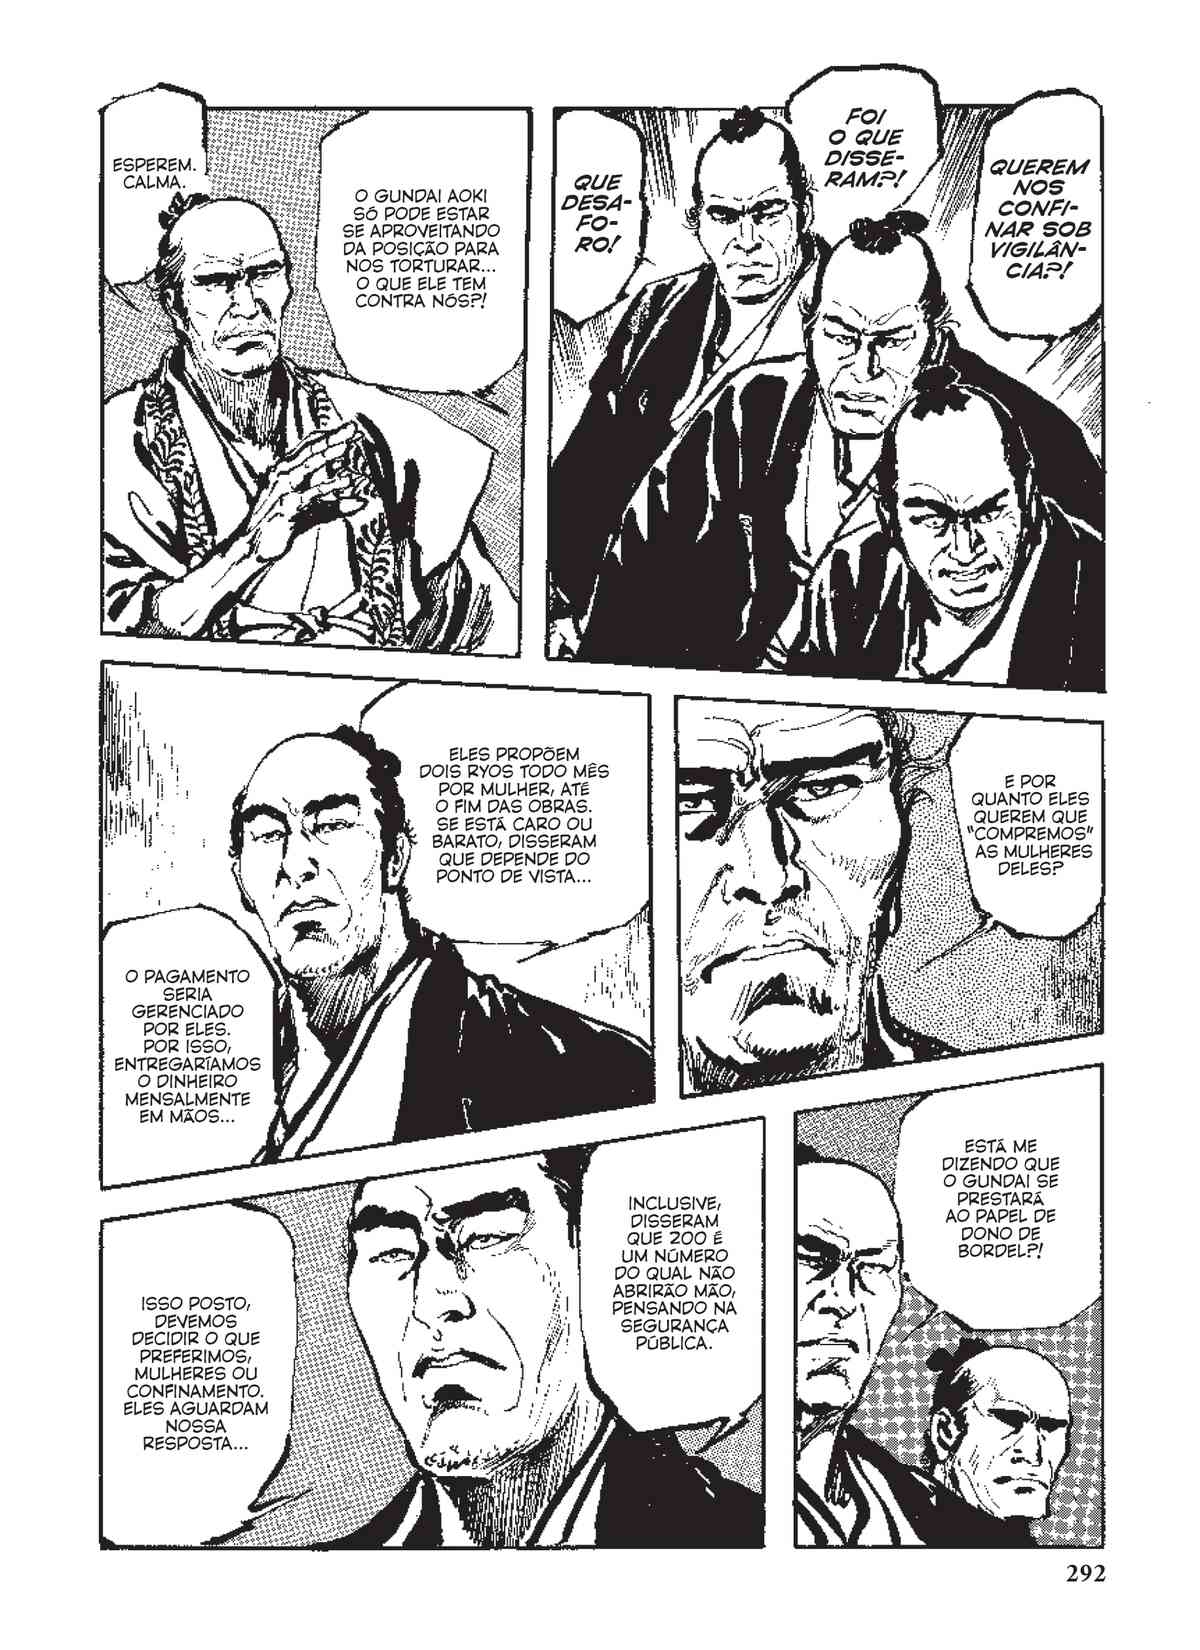 QUEREM
NOS
CONFI-
NAR SOB
VIGILÂN-
CIA?!
FOI
O QUE
DISSE-
RAM?!
QUE
DESA-
FO-
RO!
O GUNDAI AOKI
SÓ PODE ESTAR
SE APROVEITANDO
DA POSIÇÃO PARA
NOS TORTURAR...
O QUE ELE TEM
CONTRA NÓS?!
ESPEREM.
CALMA.
E POR
QUANTO ELES
QUEREM QUE
“COMPREMOS”
AS MULHERES
DELES?
ELES PROPÕEM
DOIS RYOS TODO MÊS
POR MULHER, ATÉ
O FIM DAS OBRAS.
SE ESTÁ CARO OU
BARATO, DISSERAM
QUE DEPENDE DO
PONTO DE VISTA...
O PAGAMENTO
SERIA
GERENCIADO
POR ELES.
POR ISSO,
ENTREGARÍAMOS
O DINHEIRO
MENSALMENTE
EM MÃOS...
ESTÁ ME
DIZENDO QUE
O GUNDAI SE
PRESTARÁ
AO PAPEL DE
DONO DE
BORDEL?!
INCLUSIVE,
DISSERAM
QUE 200 É
UM NÚMERO
DO QUAL NÃO
ABRIRÃO MÃO,
PENSANDO NA
SEGURANÇA
PÚBLICA.
ISSO POSTO,
DEVEMOS
DECIDIR O QUE
PREFERIMOS,
MULHERES OU
CONFINAMENTO.
ELES AGUARDAM
NOSSA
RESPOSTA...
292